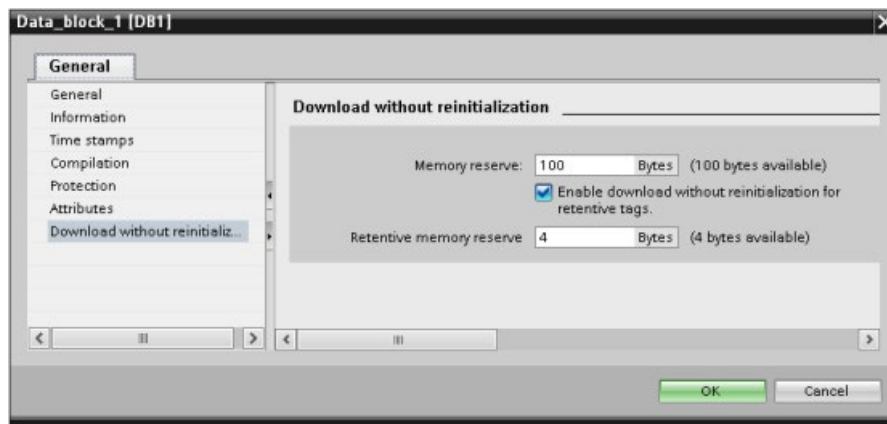 Data_block_1 [DB1]
General
General
Information
Time stamps
Compilation
Protection
Attributes
Download without reinitializ...
Download without reinitialization
Memory reserve: 100 Bytes (100 bytes available)
Enable download without reinitialization for
retentive tags.
Retentive memory reserve 4 Bytes (4 bytes available)
OK Cancel